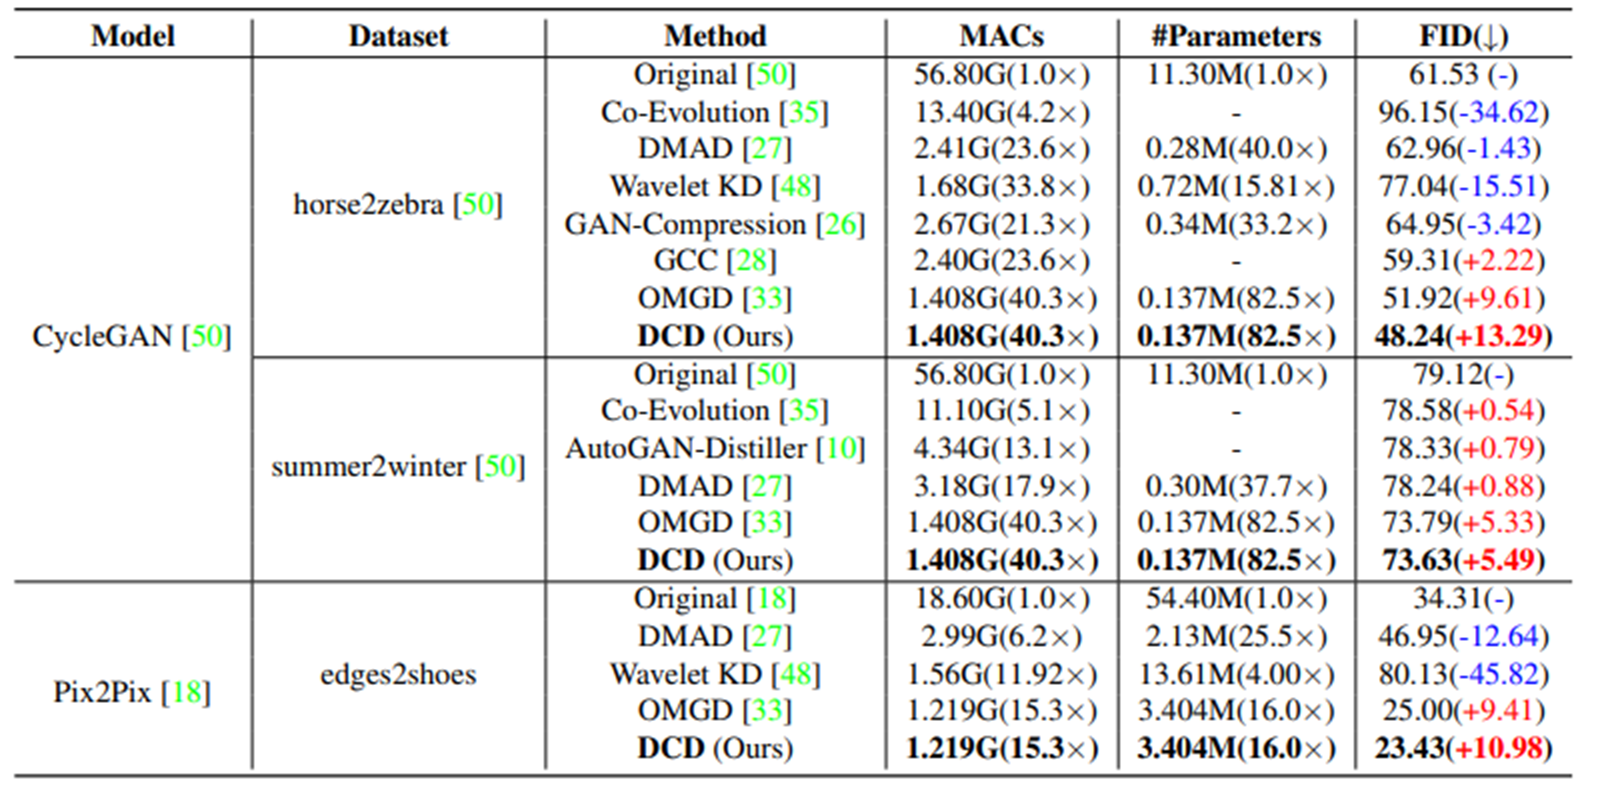 Model Dataset Method MACs #Parameters FID(↓)
Original [50] 56.80G(1.0×) 11.30M(1.0×) 61.53 (-)
Co-Evolution [35] 13.40G(4.2×) - 96.15(-34.62)
DMAD [27] 2.41G(23.6×) 0.28M(40.0×) 62.96(-1.43)
Wavelet KD [48] 1.68G(33.8×) 0.72M(15.81×) 77.04(-15.51)
horse2zebra [50]
GAN-Compression [26] 2.67G(21.3×) 0.34M(33.2×) 64.95(-3.42)
GCC [28] 2.40G(23.6×) - 59.31(+2.22)
OMGD [33] 1.408G(40.3×) 0.137M(82.5×) 51.92(+9.61)
CycleGAN [50] DCD (Ours) 1.408G(40.3×) 0.137M(82.5×) 48.24(+13.29)
Original [50] 56.80G(1.0×) 11.30M(1.0×) 79.12(-)
Co-Evolution [35] 11.10G(5.1×) - 78.58(+0.54)
AutoGAN-Distiller [10] 4.34G(13.1×) - 78.33(+0.79)
summer2winter [50]
DMAD [27] 3.18G(17.9×) 0.30M(37.7×) 78.24(+0.88)
OMGD [33] 1.408G(40.3×) 0.137M(82.5×) 73.79(+5.33)
DCD (Ours) 1.408G(40.3×) 0.137M(82.5×) 73.63(+5.49)
Original [18] 18.60G(1.0×) 54.40M(1.0×) 34.31(-)
DMAD [27] 2.99G(6.2×) 2.13M(25.5×) 46.95(-12.64)
edges2shoes Wavelet KD [48] 1.56G(11.92×) 13.61M(4.00×) 80.13(-45.82)
Pix2Pix [18]
OMGD [33] 1.219G(15.3×) 3.404M(16.0×) 25.00(+9.41)
DCD (Ours) 1.219G(15.3×) 3.404M(16.0×) 23.43(+10.98)